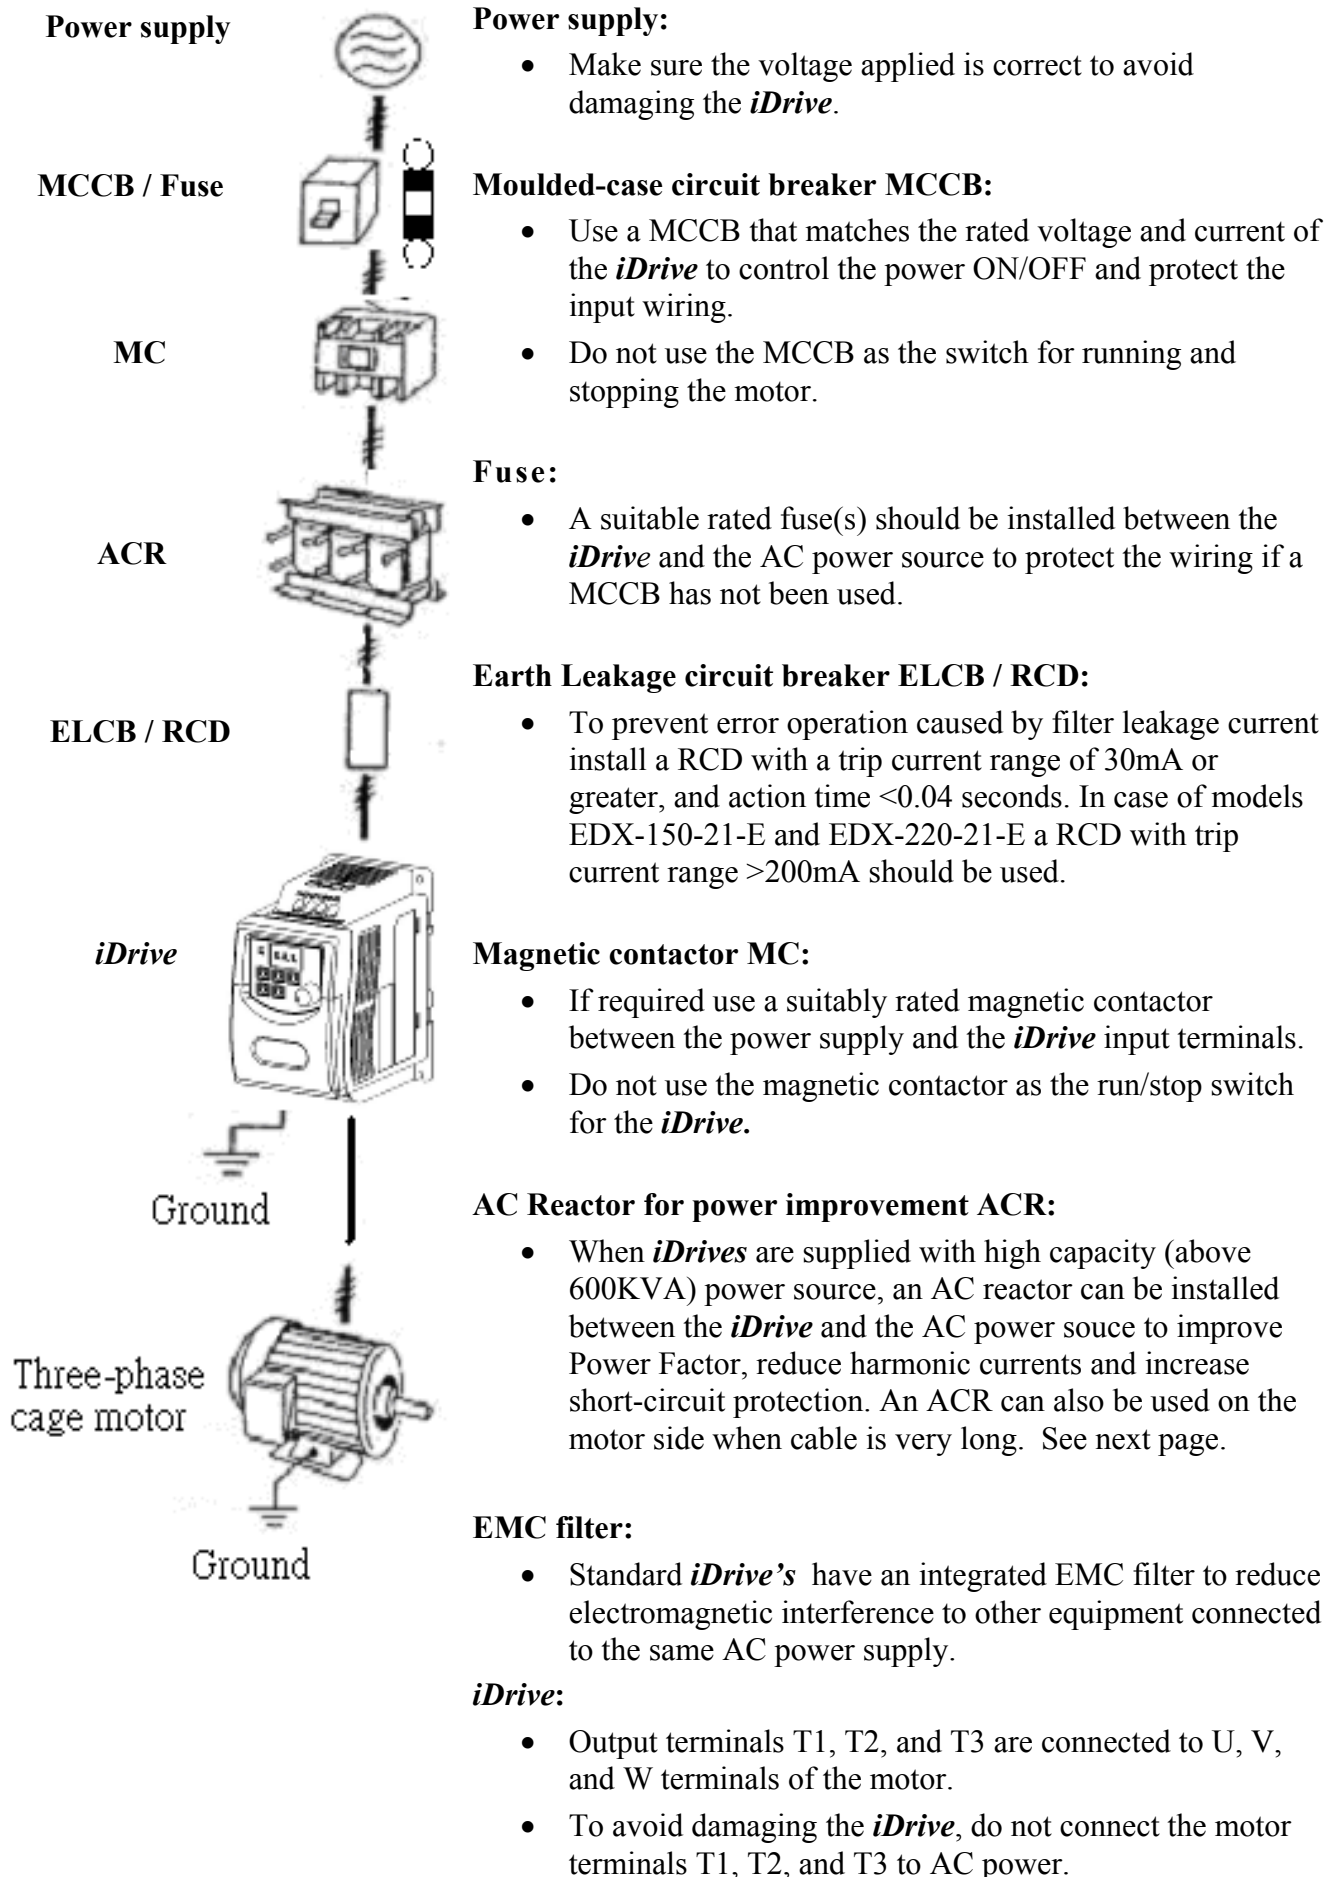 Power supply
MCCB / Fuse
MC
ACR
ELCB / RCD
iDrive
Ground
Three-phase
cage motor
Ground
Power supply:
• Make sure the voltage applied is correct to avoid
damaging the iDrive.
Moulded-case circuit breaker MCCB:
• Use a MCCB that matches the rated voltage and current of
the iDrive to control the power ON/OFF and protect the
input wiring.
• Do not use the MCCB as the switch for running and
stopping the motor.
Fuse:
• A suitable rated fuse(s) should be installed between the
iDrive and the AC power source to protect the wiring if a
MCCB has not been used.
Earth Leakage circuit breaker ELCB / RCD:
• To prevent error operation caused by filter leakage current
install a RCD with a trip current range of 30mA or
greater, and action time <0.04 seconds. In case of models
EDX-150-21-E and EDX-220-21-E a RCD with trip
current range >200mA should be used.
Magnetic contactor MC:
• If required use a suitably rated magnetic contactor
between the power supply and the iDrive input terminals.
• Do not use the magnetic contactor as the run/stop switch
for the iDrive.
AC Reactor for power improvement ACR:
• When iDrives are supplied with high capacity (above
600KVA) power source, an AC reactor can be installed
between the iDrive and the AC power souce to improve
Power Factor, reduce harmonic currents and increase
short-circuit protection. An ACR can also be used on the
motor side when cable is very long. See next page.
EMC filter:
• Standard iDrive’s have an integrated EMC filter to reduce
electromagnetic interference to other equipment connected
to the same AC power supply.
iDrive:
• Output terminals T1, T2, and T3 are connected to U, V,
and W terminals of the motor.
• To avoid damaging the iDrive, do not connect the motor
terminals T1, T2, and T3 to AC power.